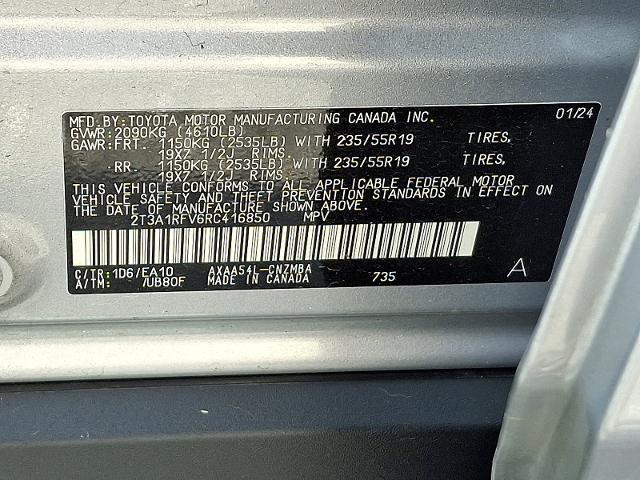 MFD.BY:TOYOTA MOTOR MANUFACTURING CANADA INC. 01/24
GVWR:2090KG (4610LB)
GAWR:FRT. 1150KG (2535LB) WITH 235/55R19 TIRES,
19X7 1/2J RIMS.
RR. 1150KG (2535LB) WITH 235/55R19 TIRES,
19X7 1/2J RIMS.
THIS VEHICLE CONFORMS TO ALL APPLICABLE FEDERAL MOTOR
VEHICLE SAFETY AND THEFT PREVENTION STANDARDS IN EFFECT ON
THE DATE OF MANUFACTURE SHOWN ABOVE.
2T3A1RFV6RC416850 MPV
C/TR:1D6/EA10 AXAA54L-CNZMBA
A/TM: /UB80F MADE IN CANADA 735 A